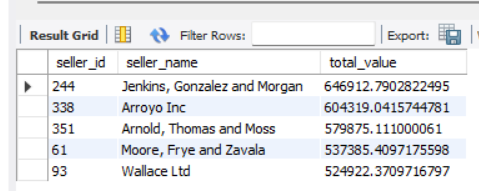 Result Grid Filter Rows: Export:
seller_id seller_name total_value
244 Jenkins, Gonzalez and Morgan 646912.7902822495
338 Arroyo Inc 604319.0415744781
351 Arnold, Thomas and Moss 579875.111000061
61 Moore, Frye and Zavala 537385.4097175598
93 Wallace Ltd 524922.3709716797